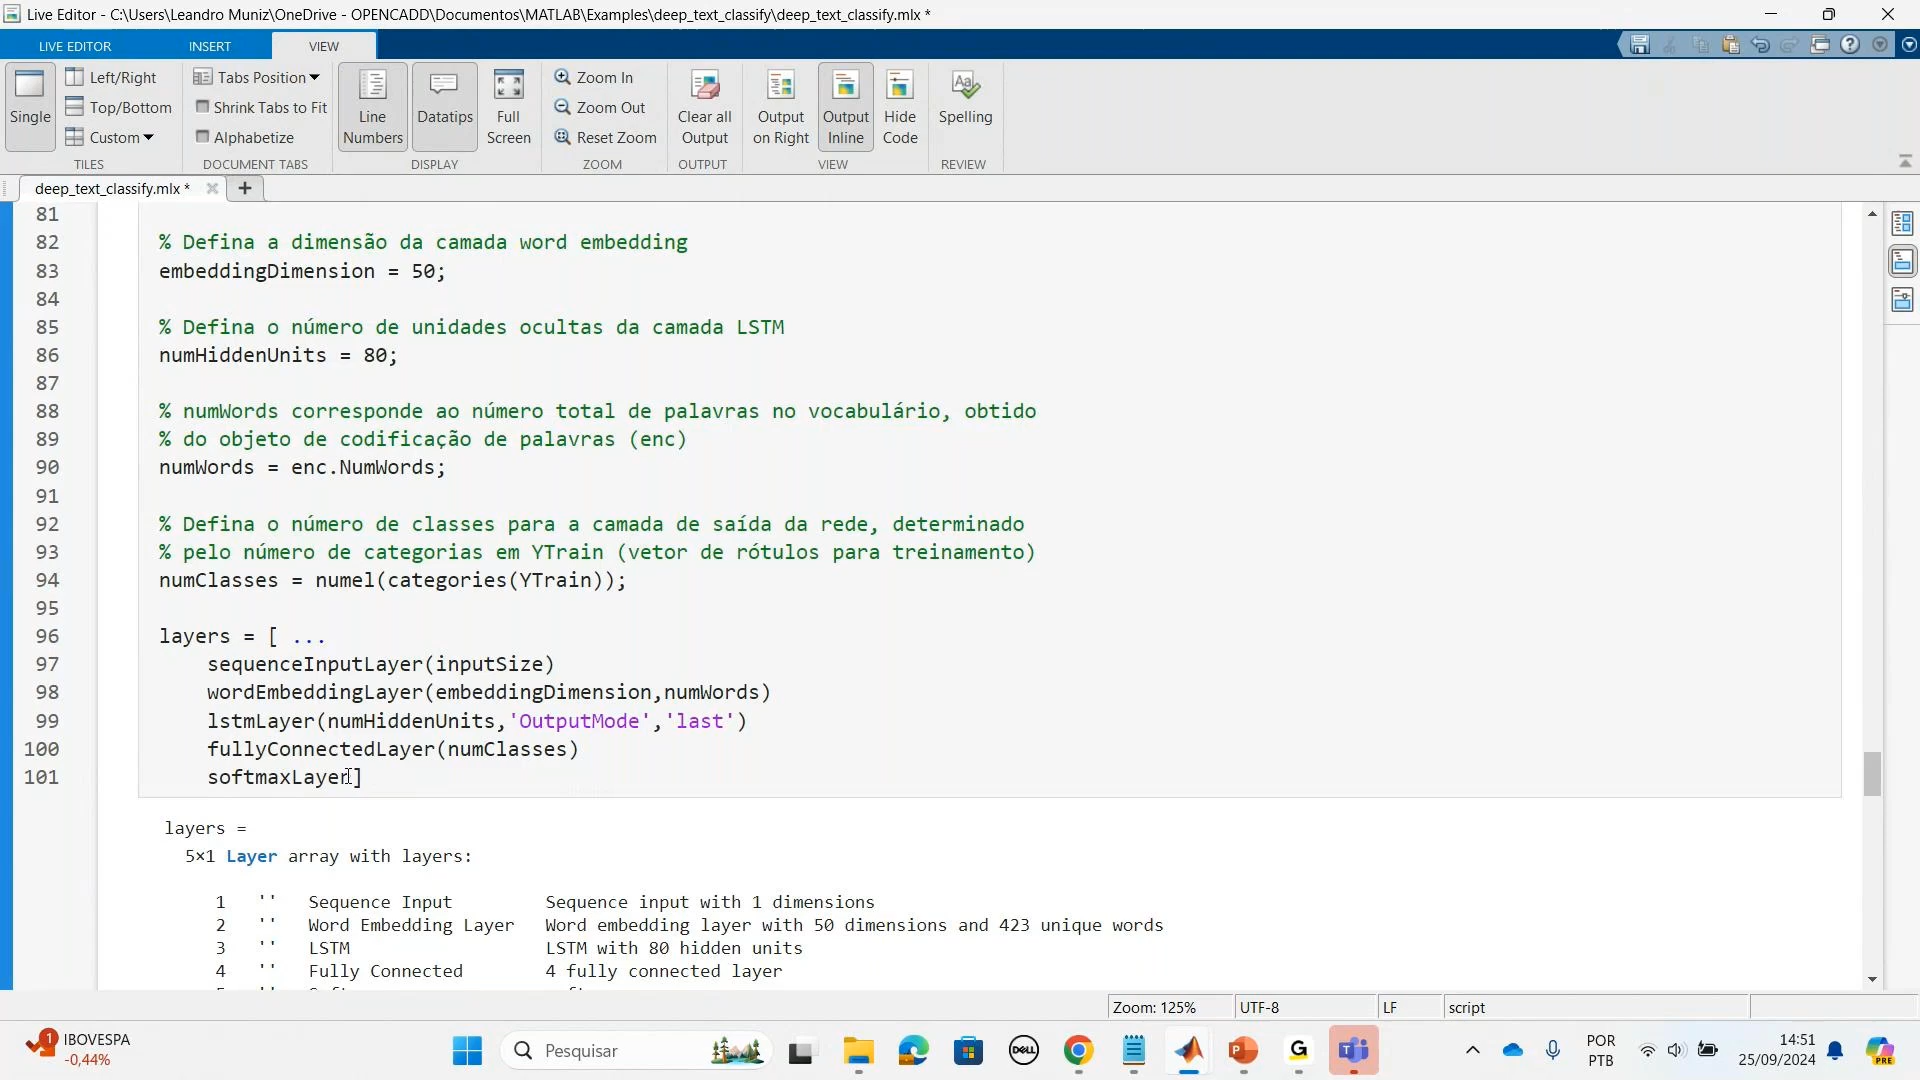 Live Editor - C:\Users\Leandro Muniz\OneDrive - OPENCADD\Documentos\MATLAB\Examples\deep_text_classify\deep_text_classify.mlx *
LIVE EDITOR INSERT VIEW
Single
Left/Right
Top/Bottom
Custom
TILES
Tabs Position
Shrink Tabs to Fit
Alphabetize
DOCUMENT TABS
Line Numbers
Datatips
Full Screen
DISPLAY
Zoom In
Zoom Out
Reset Zoom
ZOOM
Clear all Output
OUTPUT
Output on Right
Output Inline
Hide Code
VIEW
Spelling
REVIEW
deep_text_classify.mlx *
81
82 % Defina a dimensão da camada word embedding
83 embeddingDimension = 50;
84
85 % Defina o número de unidades ocultas da camada LSTM
86 numHiddenUnits = 80;
87
88 % numWords corresponde ao número total de palavras no vocabulário, obtido
89 % do objeto de codificação de palavras (enc)
90 numWords = enc.NumWords;
91
92 % Defina o número de classes para a camada de saída da rede, determinado
93 % pelo número de categorias em YTrain (vetor de rótulos para treinamento)
94 numClasses = numel(categories(YTrain));
95
96 layers = [ ...
97 sequenceInputLayer(inputSize)
98 wordEmbeddingLayer(embeddingDimension,numWords)
99 lstmLayer(numHiddenUnits,'OutputMode','last')
100 fullyConnectedLayer(numClasses)
101 softmaxLayer]
layers =
5×1 Layer array with layers:
1 '' Sequence Input Sequence input with 1 dimensions
2 '' Word Embedding Layer Word embedding layer with 50 dimensions and 423 unique words
3 '' LSTM LSTM with 80 hidden units
4 '' Fully Connected 4 fully connected layer
Zoom: 125% UTF-8 LF script
1
IBOVESPA
-0,44%
Pesquisar
DELL
POR
PTB
14:51
25/09/2024
PRE